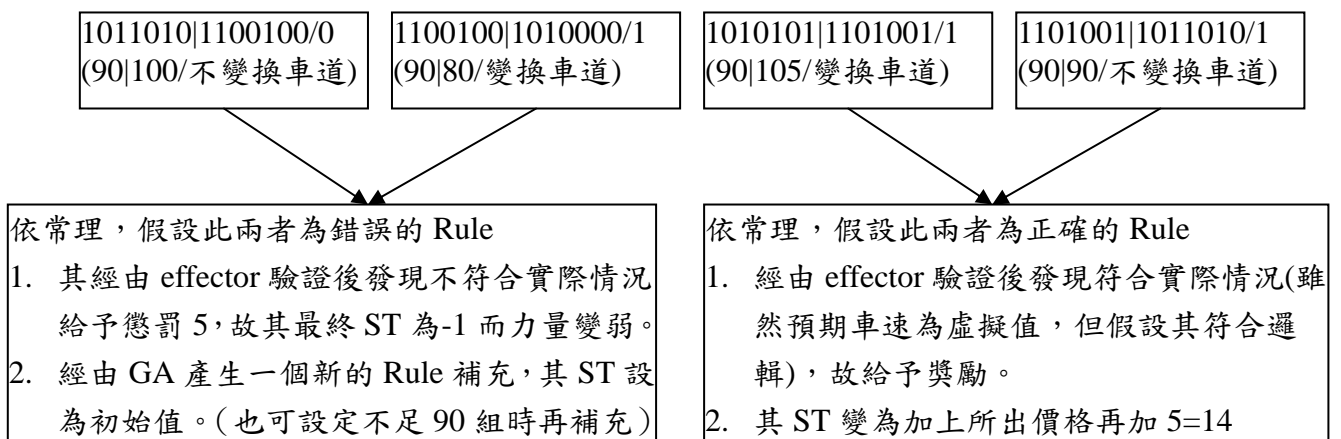 1011010|1100100/0
(90|100/不變換車道)
1100100|1010000/1
(90|80/變換車道)
1010101|1101001/1
(90|105/變換車道)
1101001|1011010/1
(90|90/不變換車道)
依常理，假設此兩者為錯誤的 Rule
1. 其經由 effector 驗證後發現不符合實際情況
給予懲罰 5，故其最終 ST 為-1 而力量變弱。
2. 經由 GA 產生一個新的 Rule 補充，其 ST 設
為初始值。（也可設定不足 90 組時再補充）
依常理，假設此兩者為正確的 Rule
1. 經由 effector 驗證後發現符合實際情況(雖
然預期車速為虛擬值，但假設其符合邏
輯)，故給予獎勵。
2. 其 ST 變為加上所出價格再加 5=14